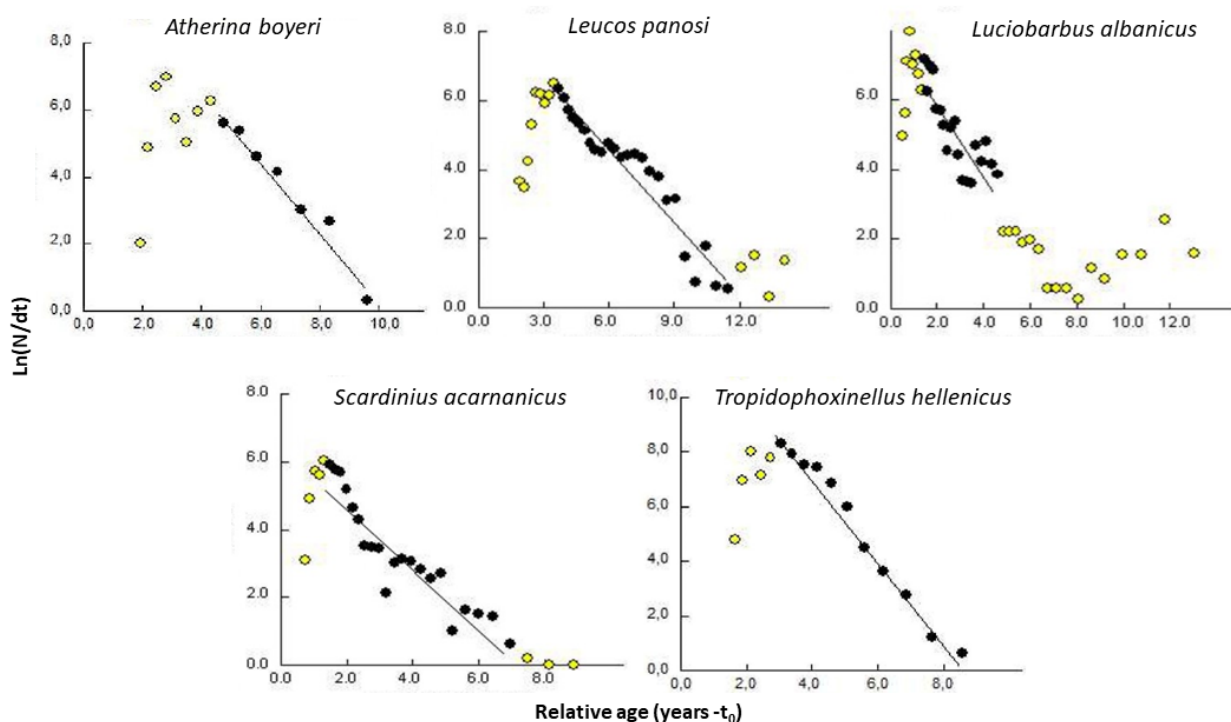 Atherina boyeri
Leucos panosi
Luciobarbus albanicus
10,0
8,0
6,0
4,0
2,0
0,0
0,0 2,0 4,0 6,0 8,0 10,0
8.0
6.0
4.0
2.0
0.0
0.0 3.0 6.0 9.0 12.0
8.0
6.0
4.0
2.0
0.0
0.0 2.0 4.0 6.0 8.0 10.0 12.0
Ln(N/dt)
Scardinius acarnanicus
Tropidophoxinellus hellenicus
8.0
6.0
4.0
2.0
0.0
0.0 2.0 4.0 6.0 8.0
10,0
8,0
6,0
4,0
2,0
0,0
0,0 2,0 4,0 6,0 8,0
Relative age (years -t₀)